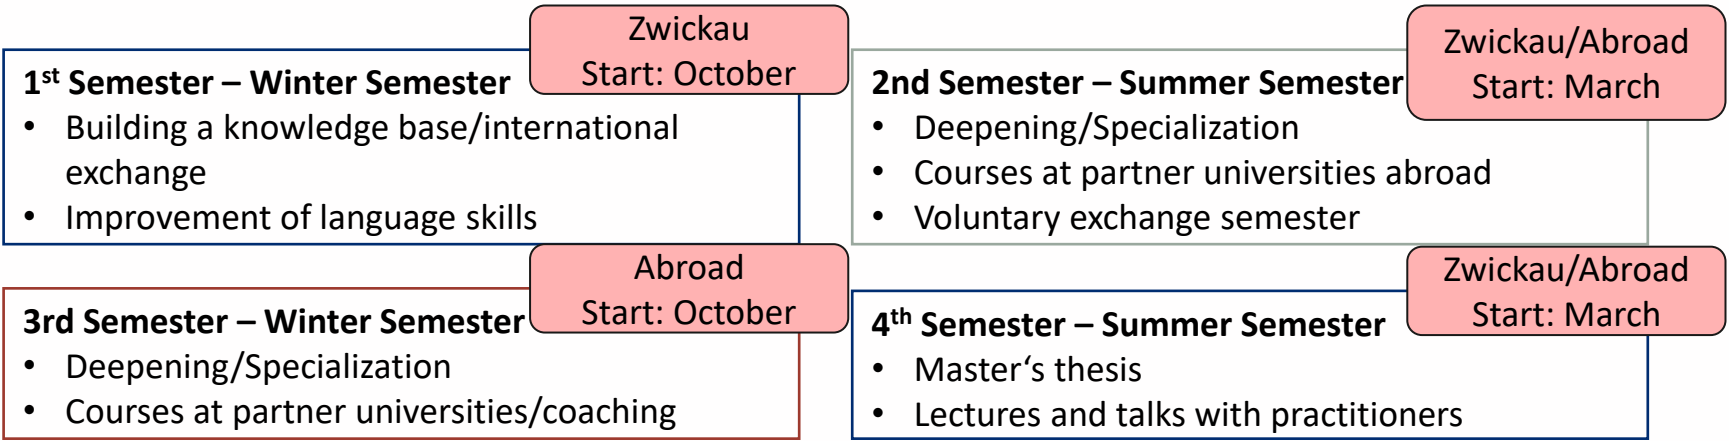 Zwickau
Start: October
1st Semester – Winter Semester
• Building a knowledge base/international
exchange
• Improvement of language skills
Zwickau/Abroad
Start: March
2nd Semester – Summer Semester
• Deepening/Specialization
• Courses at partner universities abroad
• Voluntary exchange semester
Abroad
Start: October
3rd Semester – Winter Semester
• Deepening/Specialization
• Courses at partner universities/coaching
Zwickau/Abroad
Start: March
4th Semester – Summer Semester
• Master‘s thesis
• Lectures and talks with practitioners